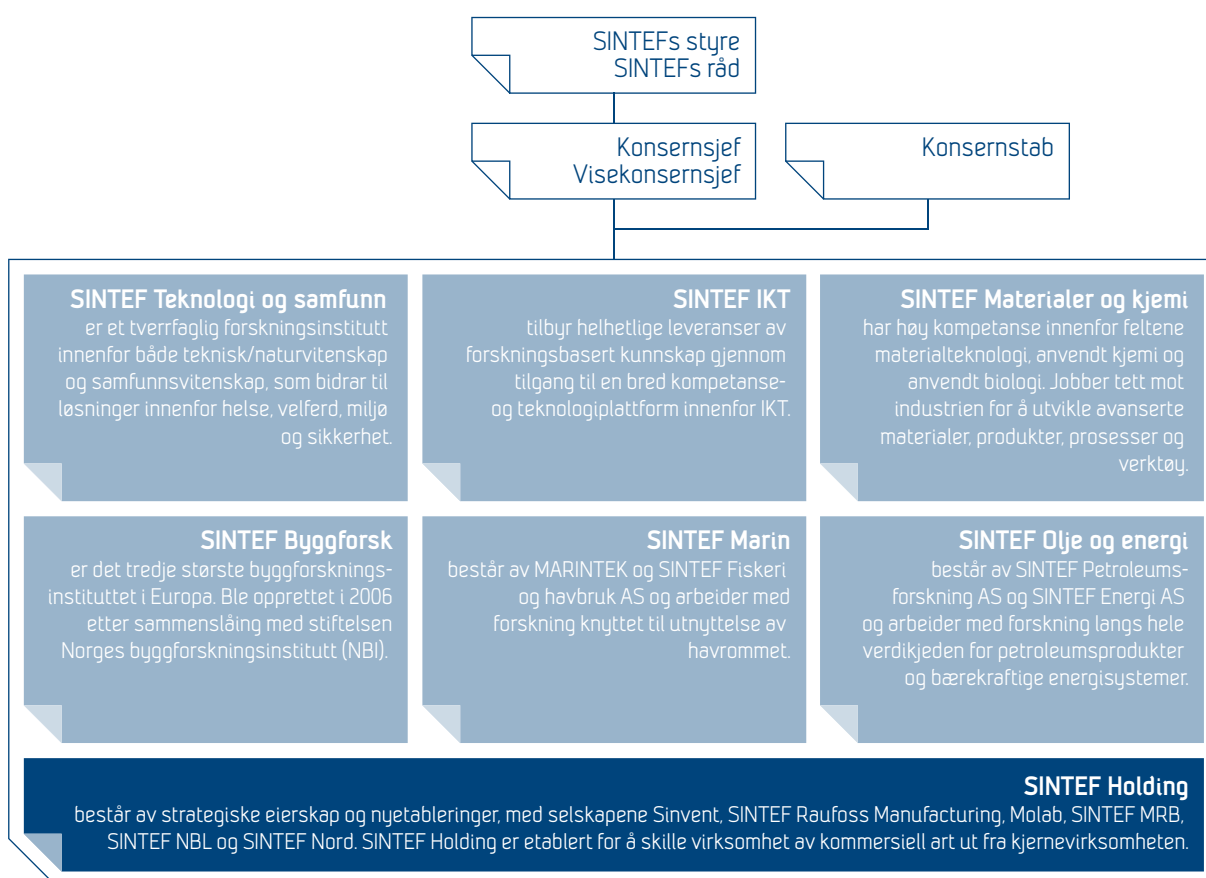 SINTEFs styre
SINTEFs råd
Konsernsjef
Visekonsernsjef
Konsernstab
SINTEF Teknologi og samfunn
er et tverrfaglig forskningsinstitutt
innenfor både teknisk/naturvitenskap
og samfunnsvitenskap, som bidrar til
løsninger innenfor helse, velferd, miljø
og sikkerhet.
SINTEF IKT
tilbyr helhetlige leveranser av
forskningsbasert kunnskap gjennom
tilgang til en bred kompetanse-
og teknologiplattform innenfor IKT.
SINTEF Materialer og kjemi
har høy kompetanse innenfor feltene
materialteknologi, anvendt kjemi og
anvendt biologi. Jobber tett mot
industrien for å utvikle avanserte
materialer, produkter, prosesser og
verktøy.
SINTEF Byggforsk
er det tredje største byggforsknings-
instituttet i Europa. Ble opprettet i 2006
etter sammenslåing med stiftelsen
Norges byggforskningsinstitutt (NBI).
SINTEF Marin
består av MARINTEK og SINTEF Fiskeri
og havbruk AS og arbeider med
forskning knyttet til utnyttelse av
havrommet.
SINTEF Olje og energi
består av SINTEF Petroleums-
forskning AS og SINTEF Energi AS
og arbeider med forskning langs hele
verdikjeden for petroleumsprodukter
og bærekraftige energisystemer.
SINTEF Holding
består av strategiske eierskap og nyetableringer, med selskapene Sinvent, SINTEF Raufoss Manufacturing, Molab, SINTEF MRB,
SINTEF NBL og SINTEF Nord. SINTEF Holding er etablert for å skille virksomhet av kommersiell art ut fra kjernevirksomheten.